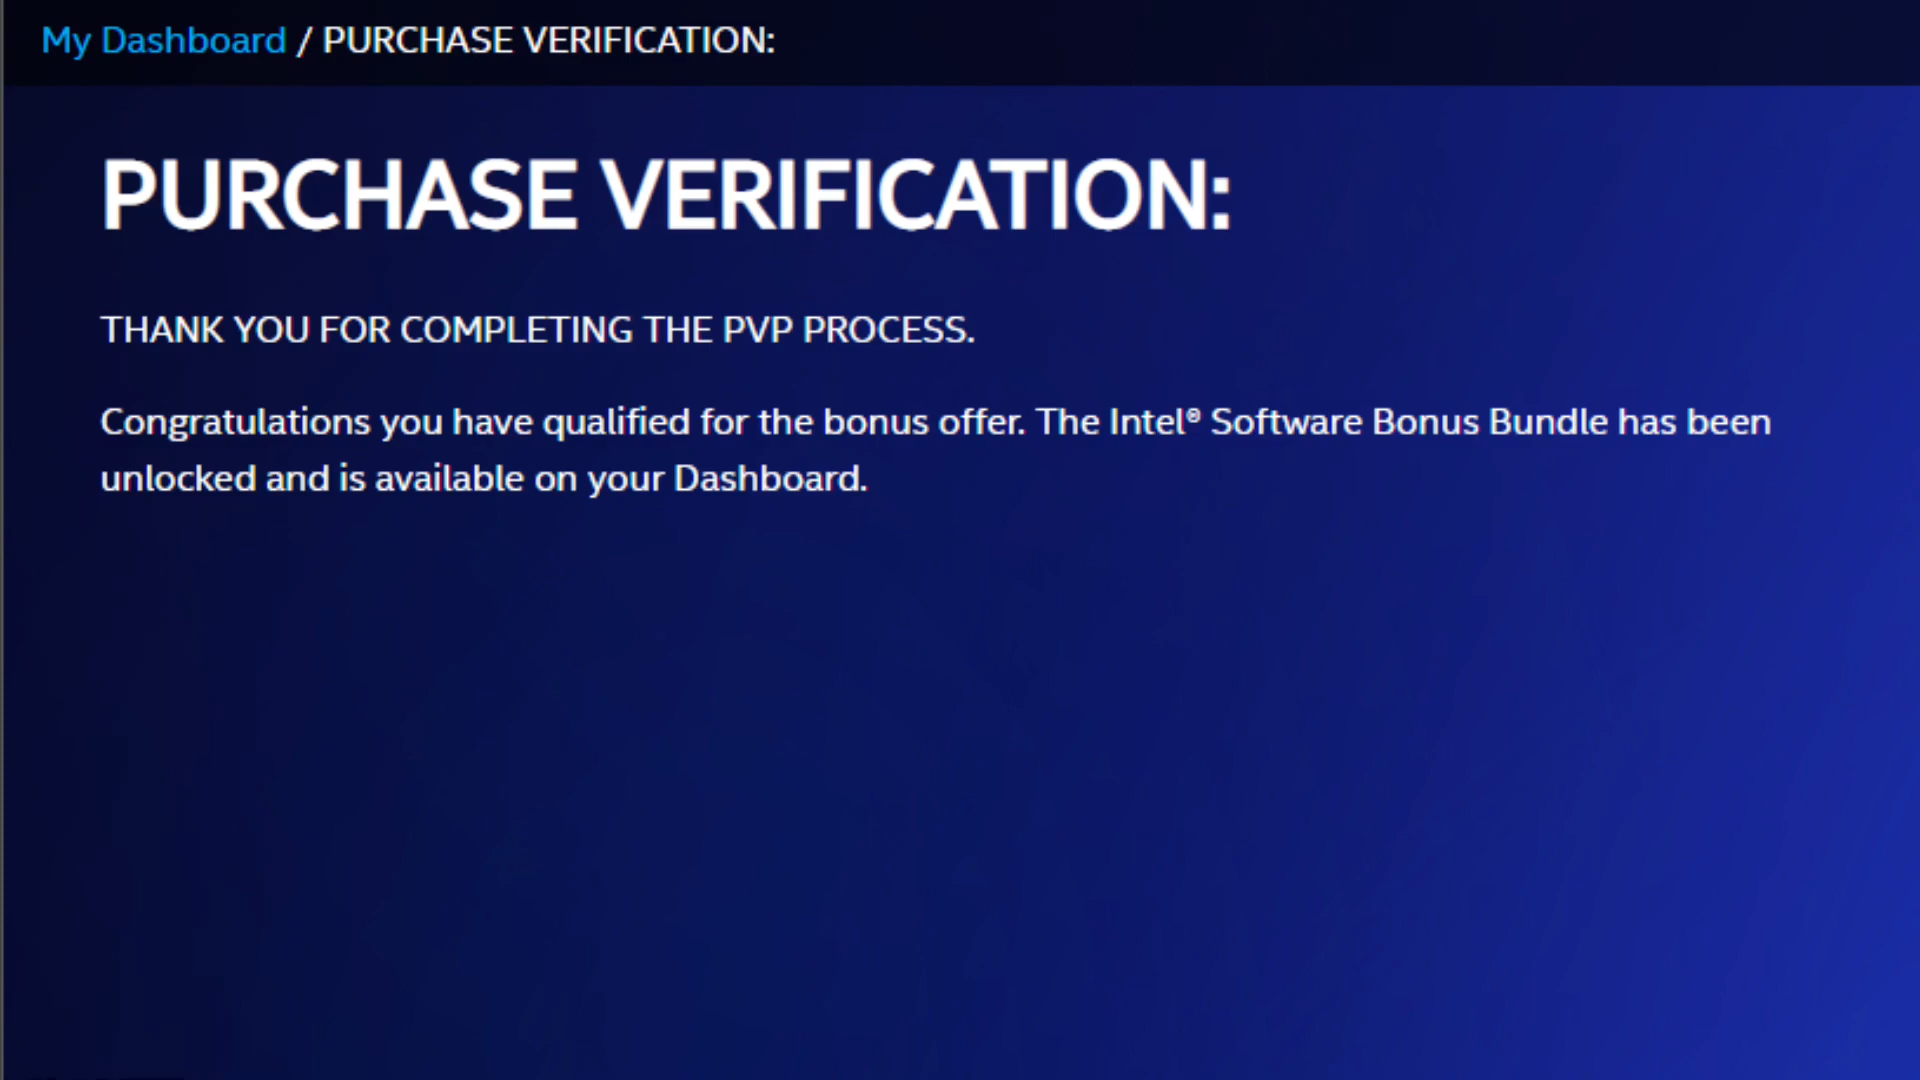 My Dashboard / PURCHASE VERIFICATION:
PURCHASE VERIFICATION:
THANK YOU FOR COMPLETING THE PVP PROCESS.
Congratulations you have qualified for the bonus offer. The Intel® Software Bonus Bundle has been
unlocked and is available on your Dashboard.